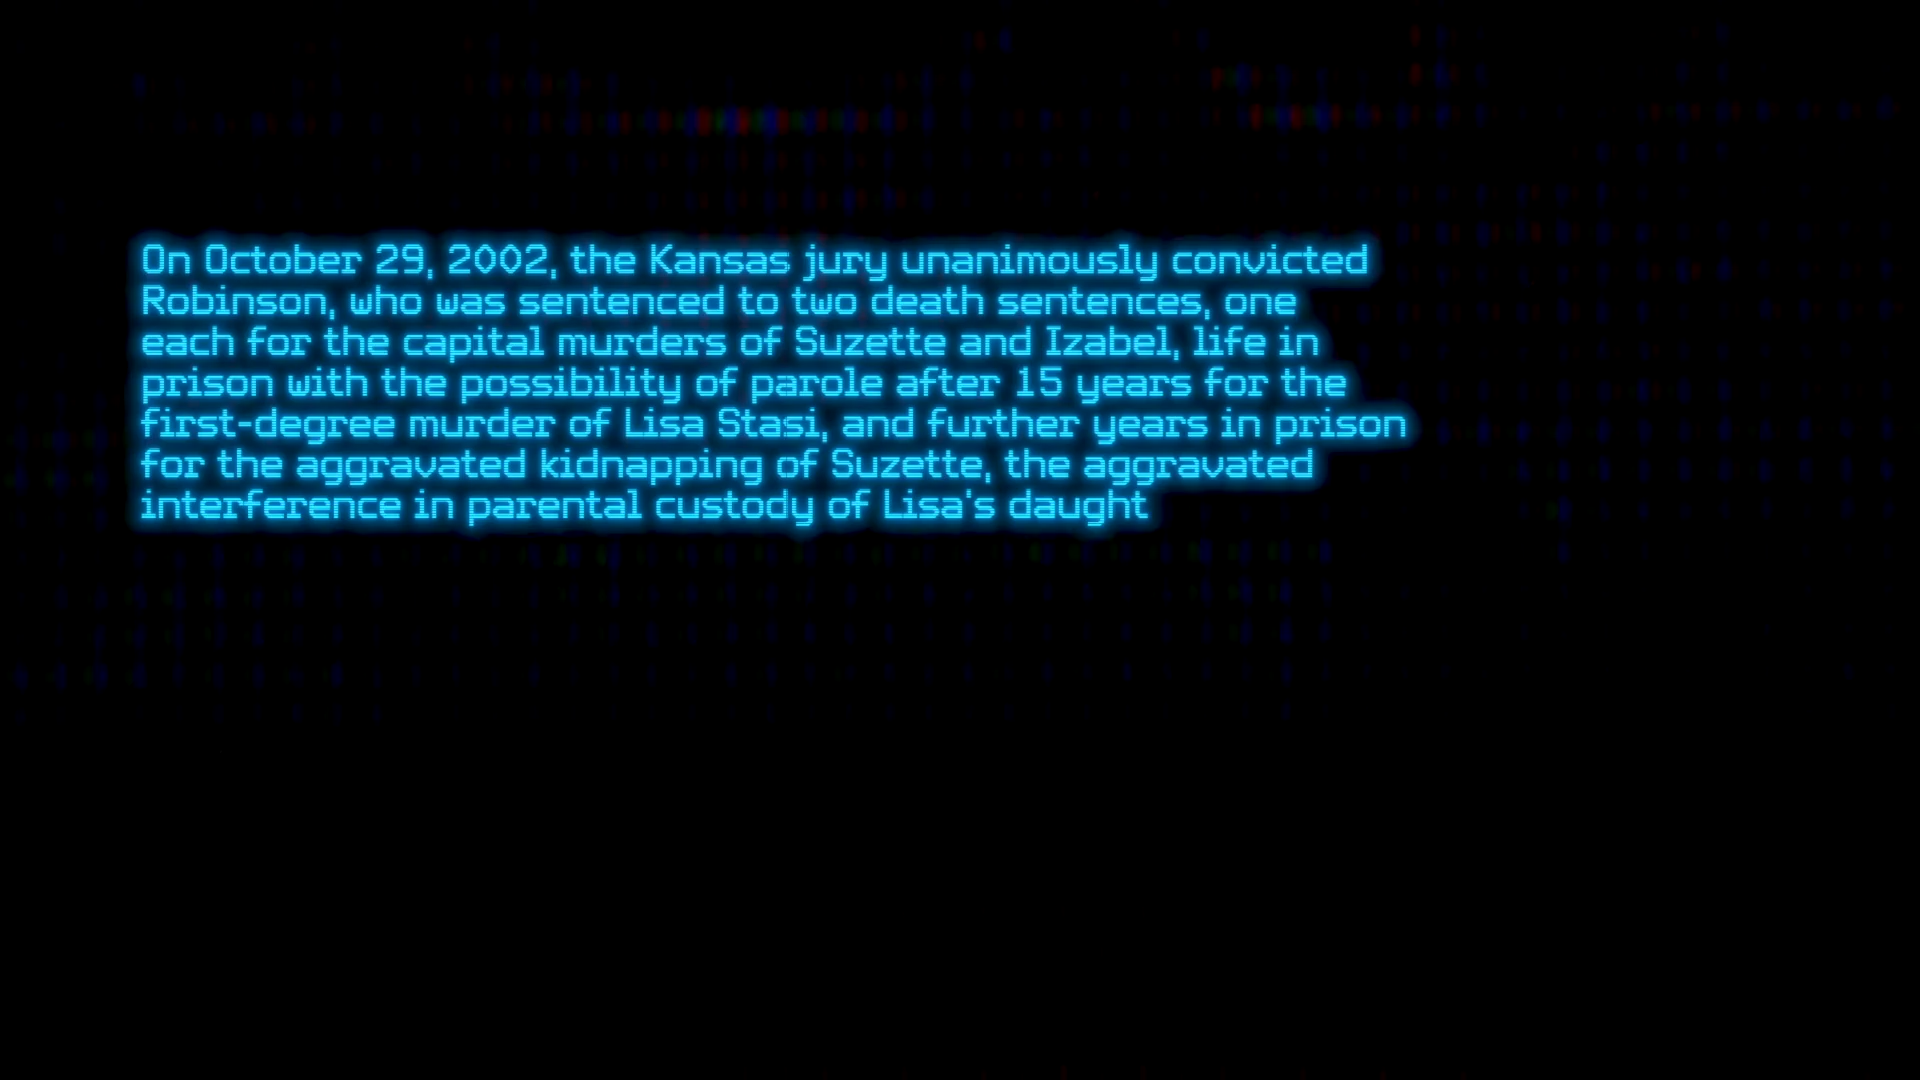 On October 29, 2002, the Kansas jury unanimously convicted
Robinson, who was sentenced to two death sentences, one
each for the capital murders of Suzette and Izabel, life in
prison with the possibility of parole after 15 years for the
first-degree murder of Lisa Stasi, and further years in prison
for the aggravated kidnapping of Suzette, the aggravated
interference in parental custody of Lisa's daught